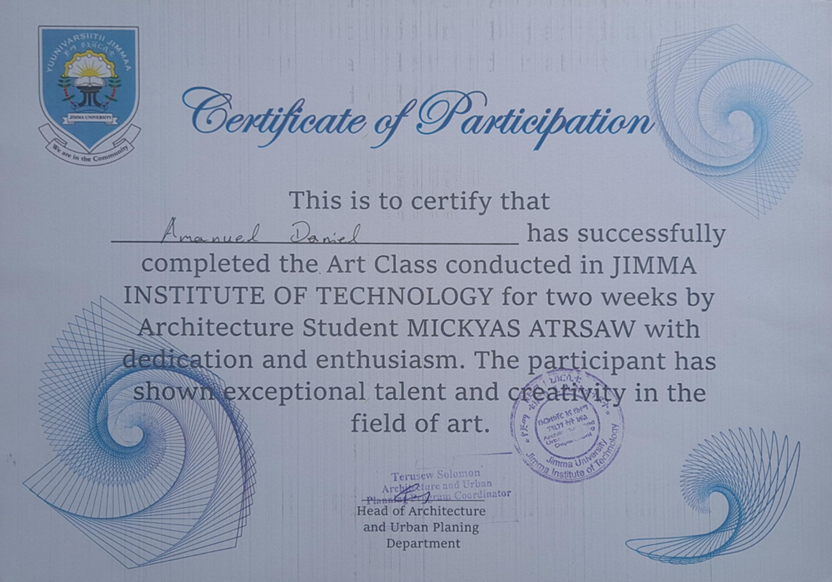 YUUNIVARSIITII JIMMAA
JIMMA UNIVERSITY
We are in the Community
Certificate of Participation
This is to certify that
Amanuel Daniel has successfully
completed the Art Class conducted in JIMMA
INSTITUTE OF TECHNOLOGY for two weeks by
Architecture Student MICKYAS ATRSAW with
dedication and enthusiasm. The participant has
shown exceptional talent and creativity in the
field of art.
Jimma University
Jimma Institute of Technology
Terusew Solomon
Architecture and Urban
Planning Program Coordinator
Head of Architecture
and Urban Planing
Department